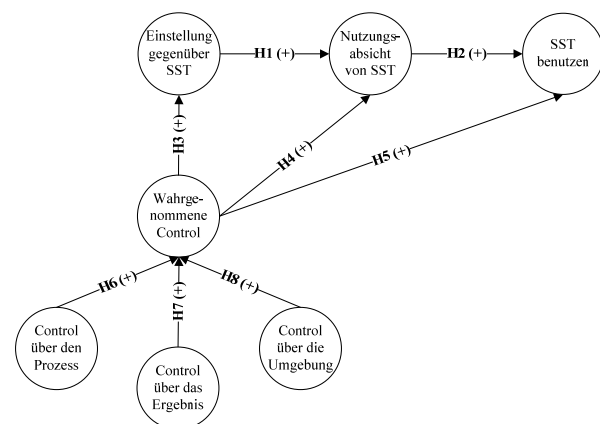 Einstellung
gegenüber
SST
H1 (+)
Nutzungs-
absicht
von SST
H2 (+)
SST
benutzen
H3 (+)
H4 (+)
H5 (+)
Wahrge-
nommene
Control
H6 (+)
H7 (+)
H8 (+)
Control
über den
Prozess
Control
über das
Ergebnis
Control
über die
Umgebung